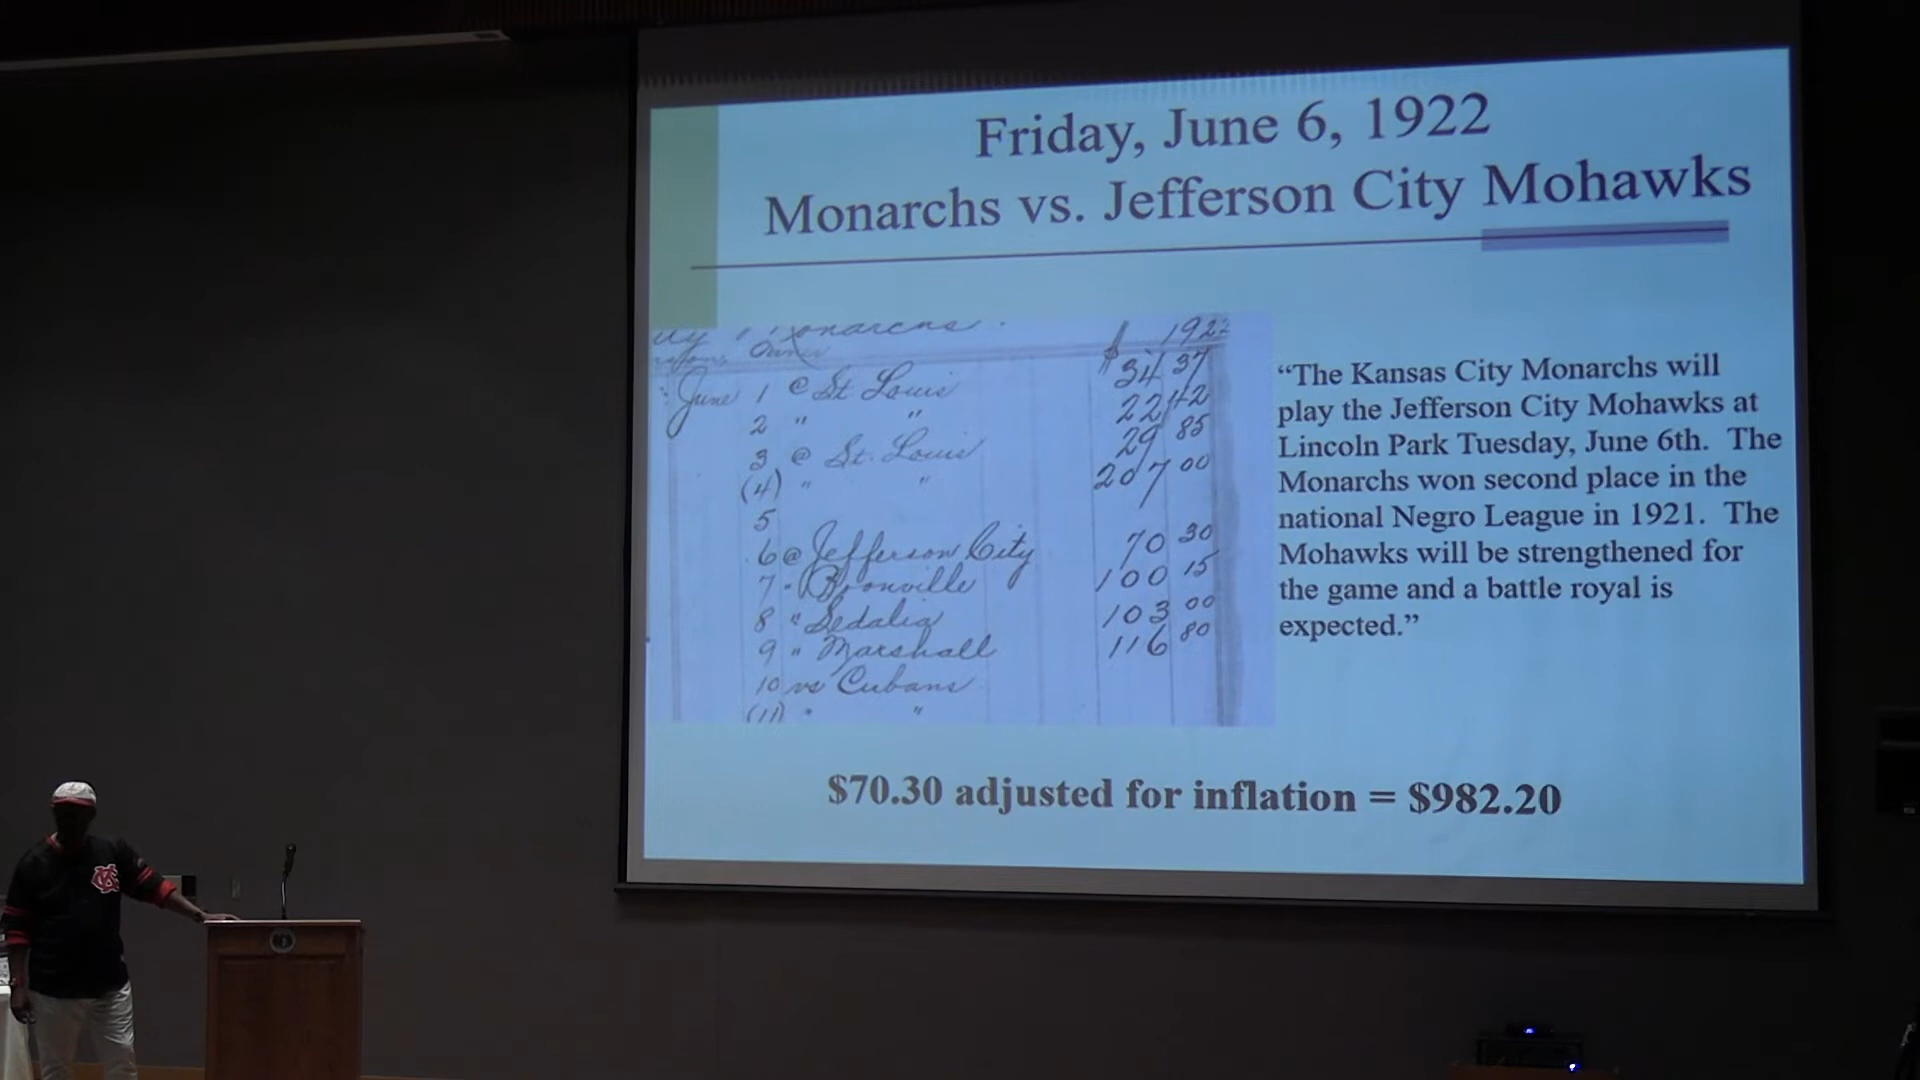 Friday, June 6, 1922
Monarchs vs. Jefferson City Mohawks
Monarchs. $ 1922
Owner
June 1 @ St Louis 34 37
2 " " 22 42
3 @ St. Louis 29 85
(4) " " 207 00
5
6 @ Jefferson City 70 30
7 " Boonville 100 15
8 " Sedalia 103 00
9 " Marshall 116 80
10 vs Cubans
(11) " "
“The Kansas City Monarchs will
play the Jefferson City Mohawks at
Lincoln Park Tuesday, June 6th. The
Monarchs won second place in the
national Negro League in 1921. The
Mohawks will be strengthened for
the game and a battle royal is
expected.”
$70.30 adjusted for inflation = $982.20
KC